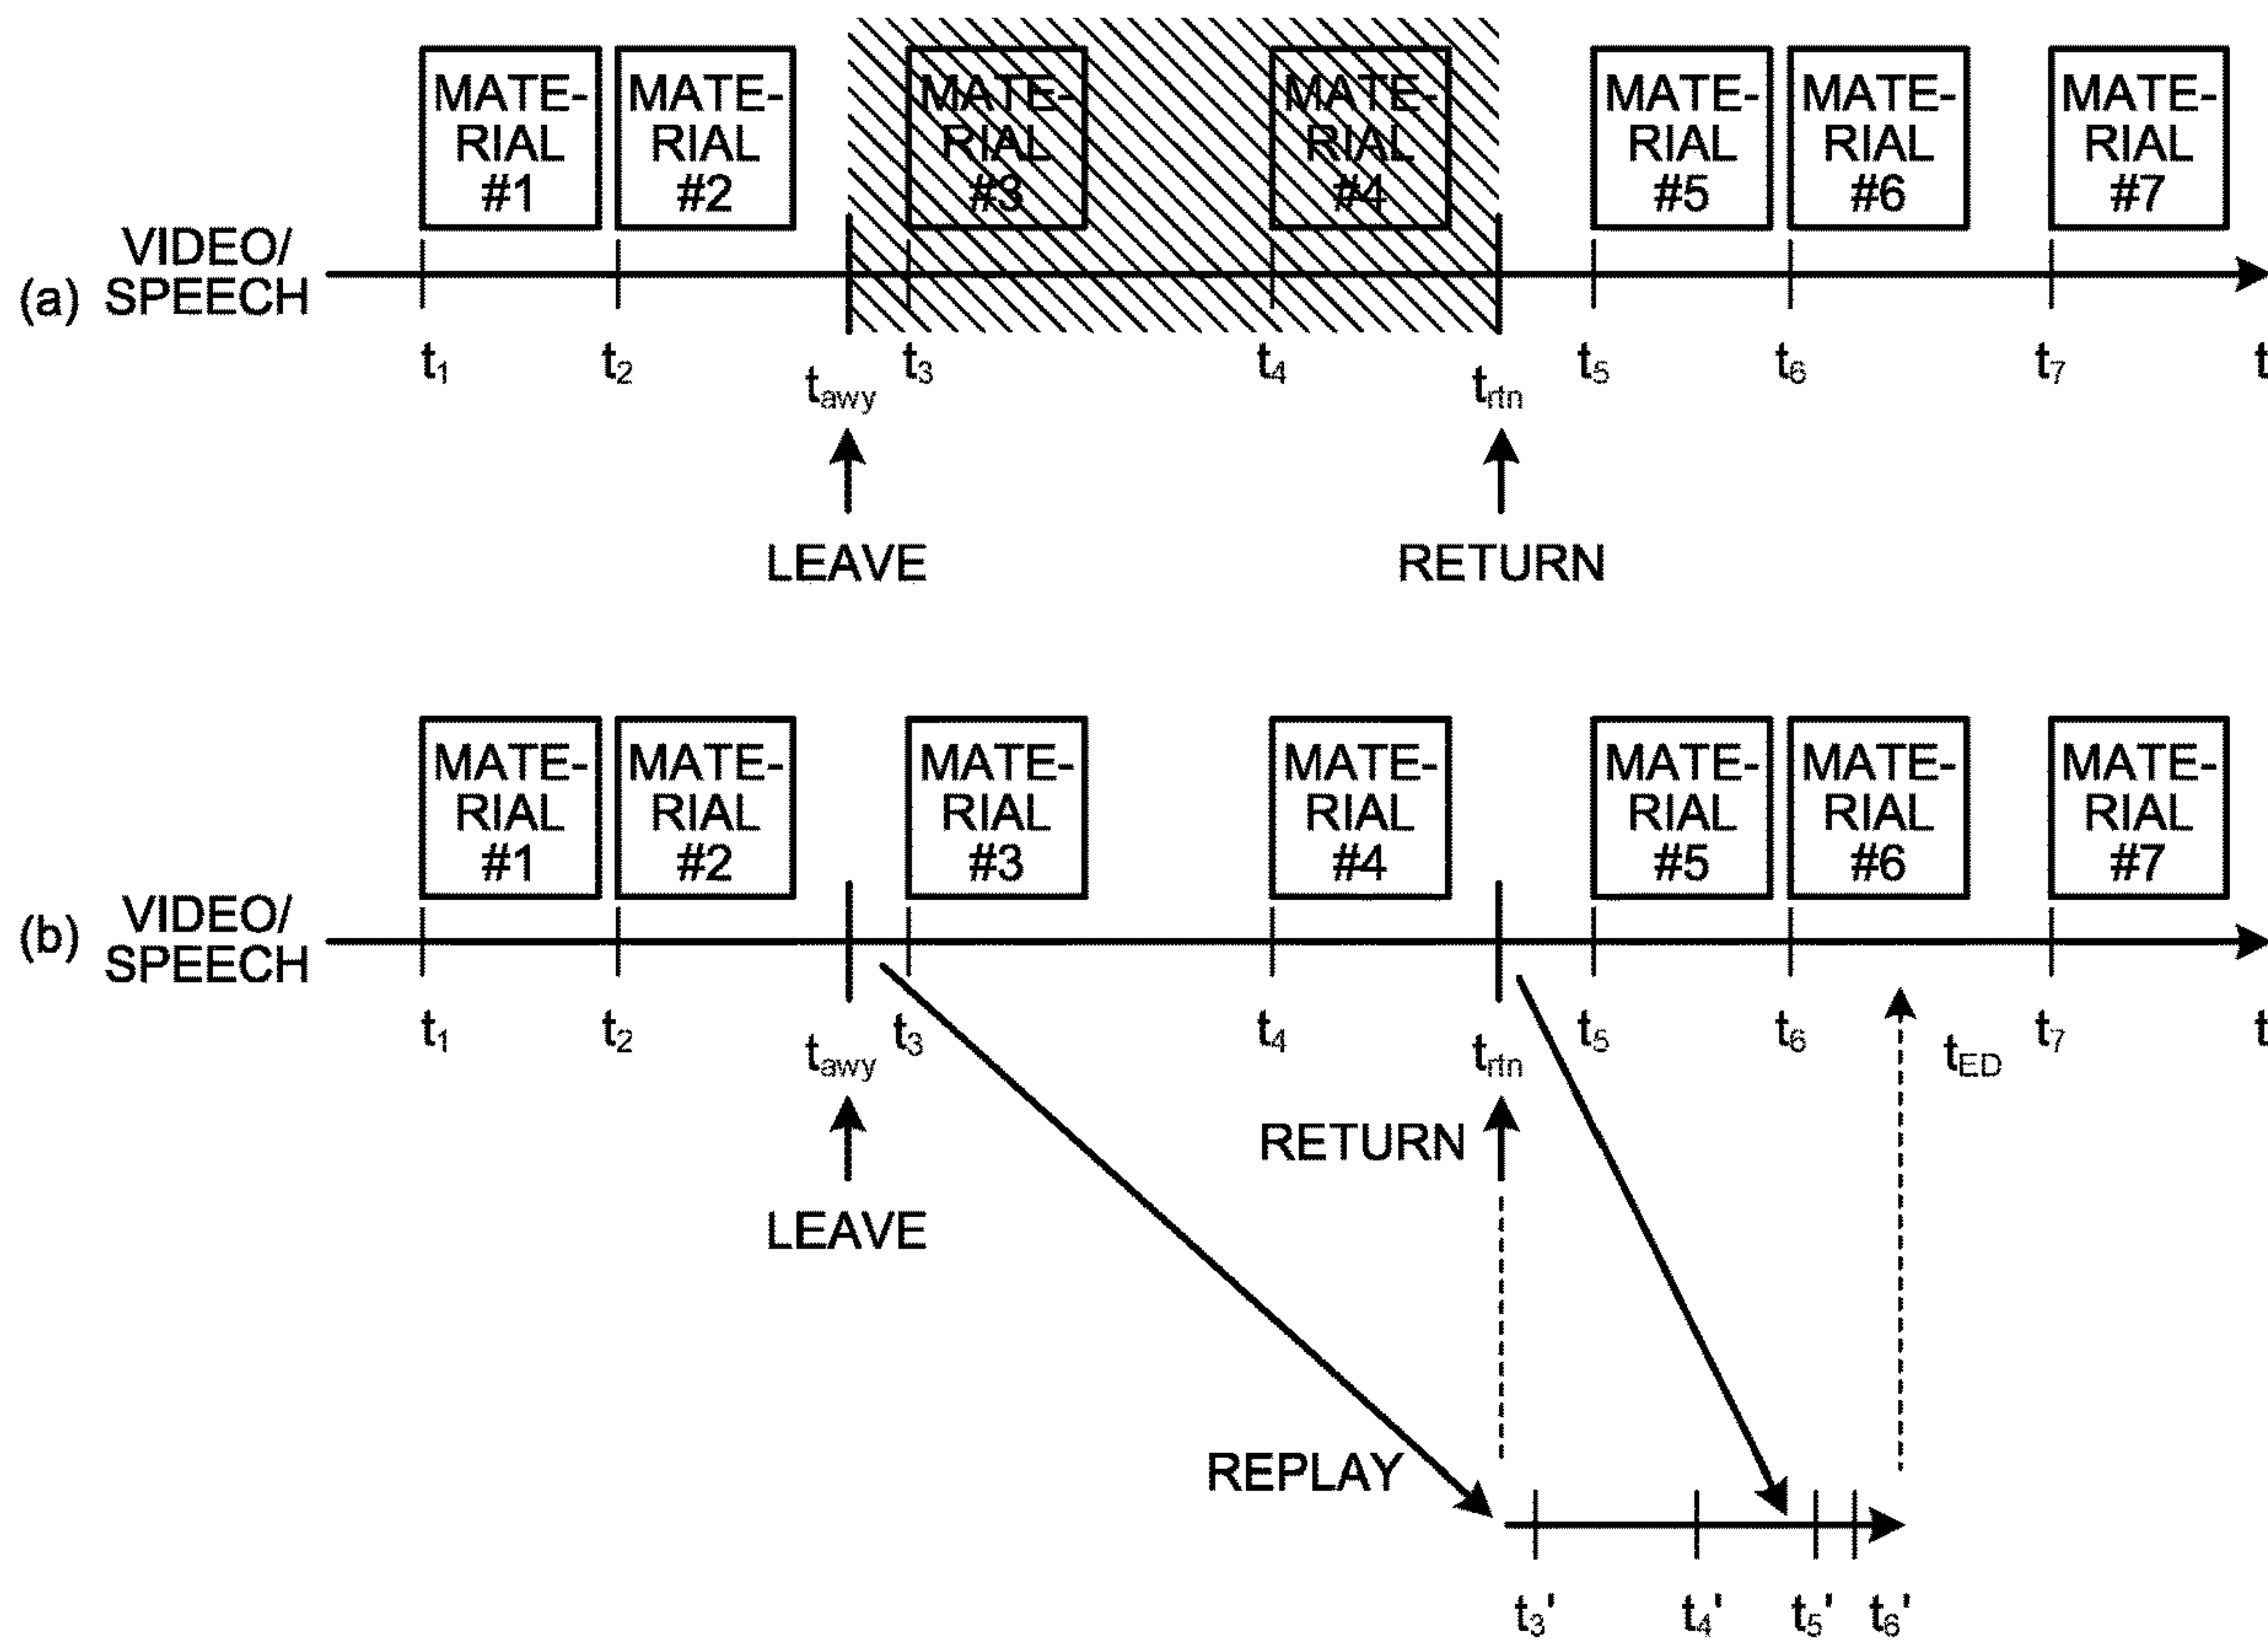 MATE-
RIAL
#1
MATE-
RIAL
#2
MATE-
RIAL
#3
MATE-
RIAL
#4
MATE-
RIAL
#5
MATE-
RIAL
#6
MATE-
RIAL
#7
(a)
VIDEO/
SPEECH
t1
t2
tawy
t3
t4
trtn
t5
t6
t7
t
LEAVE
RETURN
MATE-
RIAL
#1
MATE-
RIAL
#2
MATE-
RIAL
#3
MATE-
RIAL
#4
MATE-
RIAL
#5
MATE-
RIAL
#6
MATE-
RIAL
#7
(b)
VIDEO/
SPEECH
t1
t2
tawy
t3
t4
trtn
t5
t6
tED
t7
t
RETURN
LEAVE
REPLAY
t3'
t4'
t5'
t6'